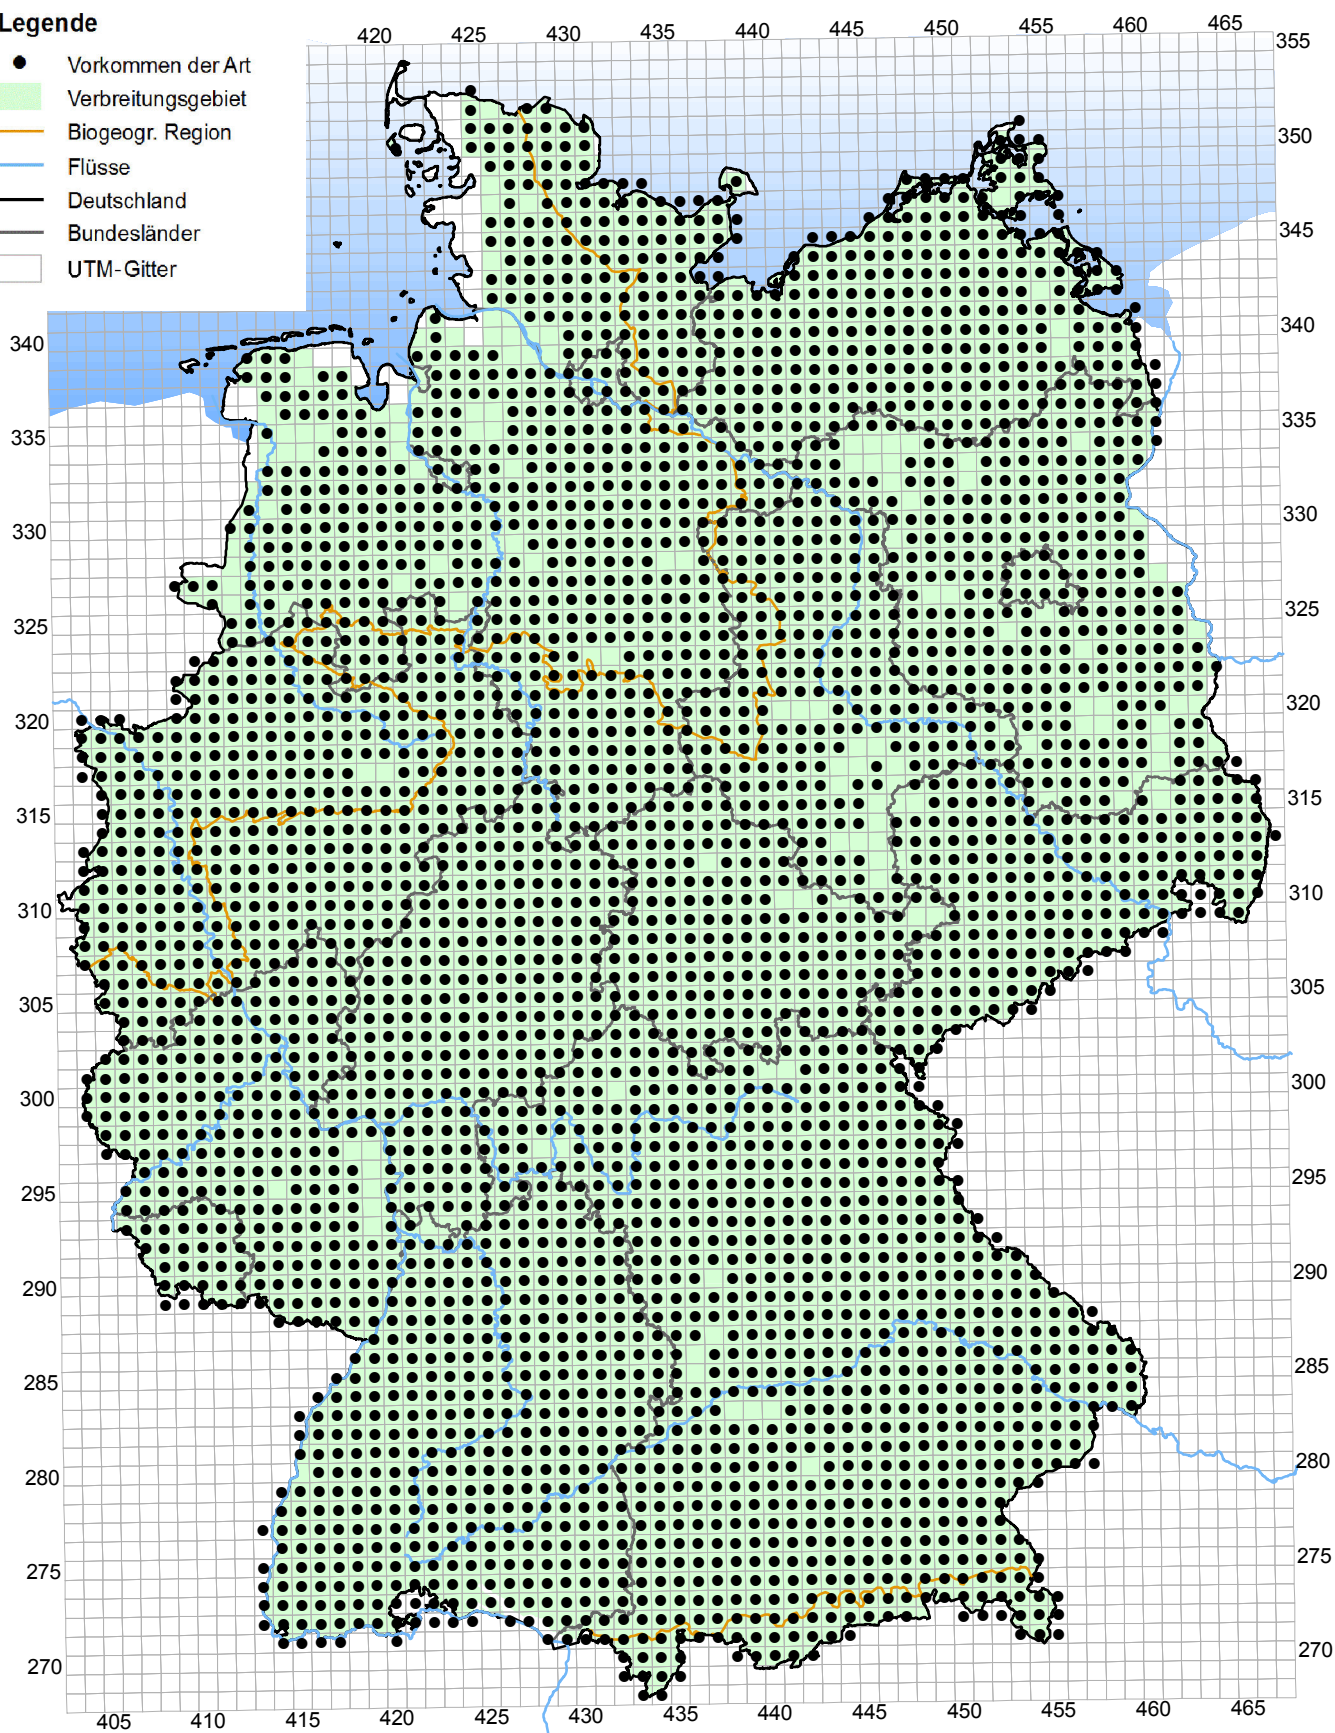 Legende
Vorkommen der Art
Verbreitungsgebiet
Biogeogr. Region
Flüsse
Deutschland
Bundesländer
UTM-Gitter
420 425 430 435 440 445 450 455 460 465
355
350
345
340 340
335 335
330 330
325 325
320 320
315 315
310 310
305 305
300 300
295 295
290 290
285 285
280 280
275 275
270 270
405 410 415 420 425 430 435 440 445 450 455 460 465